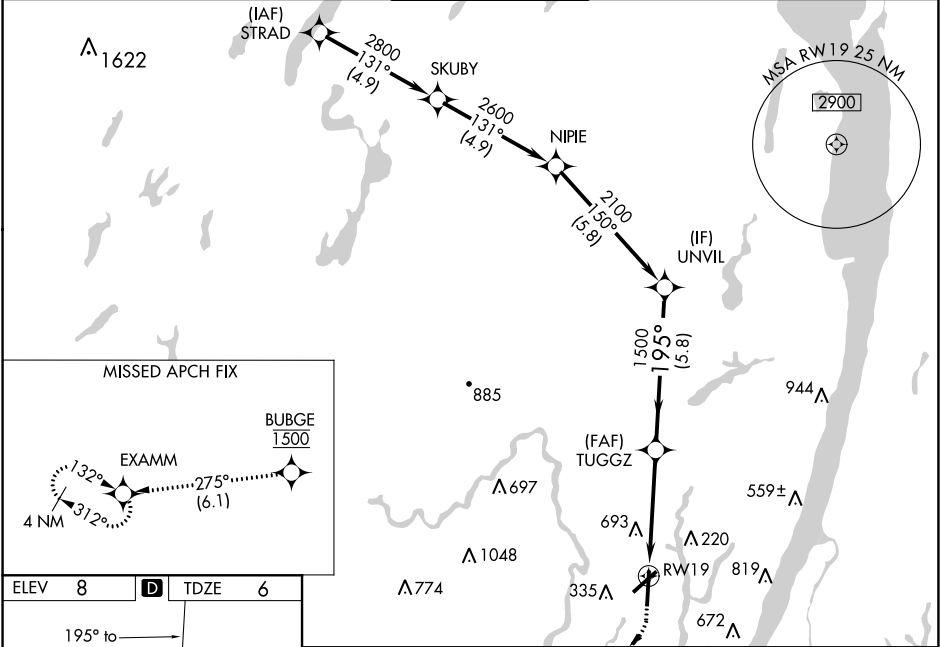 (IAF)
STRAD
1622
2800
131°
(4.9)
SKUBY
2600
131°
(4.9)
NIPIE
2100
150°
(5.8)
(IF)
UNVIL
MSA RW 19 25 NM
2900
1500
195°
(5.8)
MISSED APCH FIX
BUBGE
1500
EXAMM
132°
275°
(6.1)
312°
4 NM
885
944
(FAF)
TUGGZ
697
559±
693
220
1048
RW19
819
774
335
672
ELEV 8 D TDZE 6
195° to